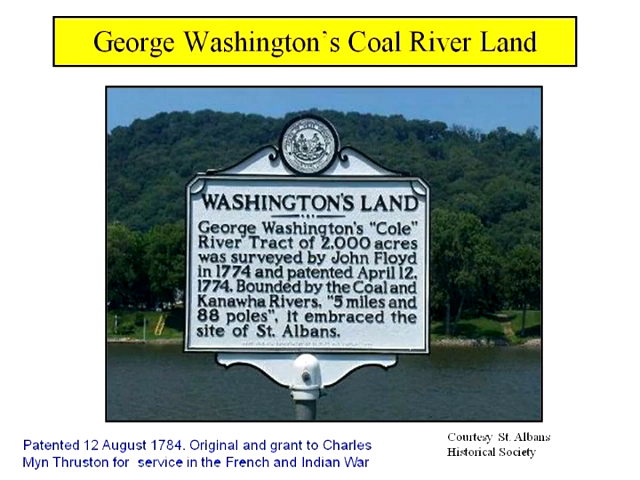 George Washington`s Coal River Land
WASHINGTON'S LAND
George Washington's "Cole"
River Tract of 2,000 acres
was surveyed by John Floyd
in 1774 and patented April 12,
1774. Bounded by the Coal and
Kanawha Rivers, "5 miles and
88 poles", it embraced the
site of St. Albans.
Patented 12 August 1784. Original and grant to Charles
Myn Thruston for service in the French and Indian War
Courtesy St. Albans
Historical Society